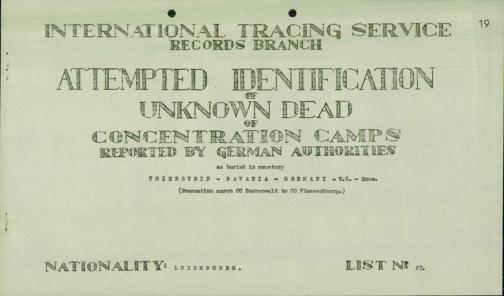 19
INTERNATIONAL TRACING SERVICE
RECORDS BRANCH
ATTEMPTED IDENTIFICATION
OF
UNKNOWN DEAD
OF
CONCENTRATION CAMPS
REPORTED BY GERMAN AUTHORITIES
as buried in cemetery
THIERSTEIN - BAVARIA - GERMANY - U.S. - Zone.
(Evacuation march CC Buchenwald to CC Flossenbuerg.)
NATIONALITY: LUXEMBOURG. LIST Nº 27.